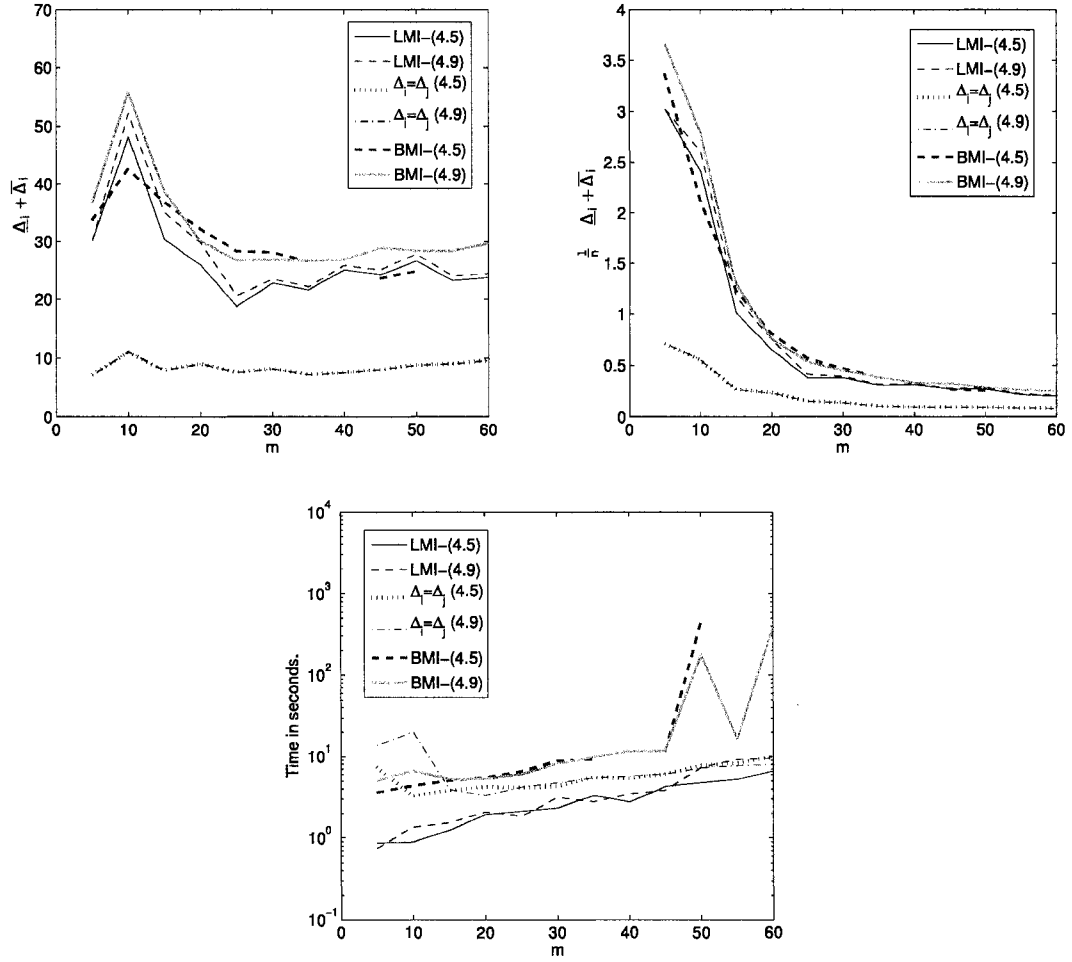 70
60
50
40
30
20
10
0
Δ̲i + Δ̅i
0 10 20 30 40 50 60
m
LMI−(4.5)
LMI−(4.9)
Δi=Δj (4.5)
Δi=Δj (4.9)
BMI−(4.5)
BMI−(4.9)
4
3.5
3
2.5
2
1.5
1
0.5
0
1/n Δ̲i + Δ̅i
0 10 20 30 40 50 60
m
LMI−(4.5)
LMI−(4.9)
Δi=Δj (4.5)
Δi=Δj (4.9)
BMI−(4.5)
BMI−(4.9)
10^4
10^3
10^2
10^1
10^0
10^−1
Time in seconds.
0 10 20 30 40 50 60
m
LMI−(4.5)
LMI−(4.9)
Δi=Δj (4.5)
Δi=Δj (4.9)
BMI−(4.5)
BMI−(4.9)